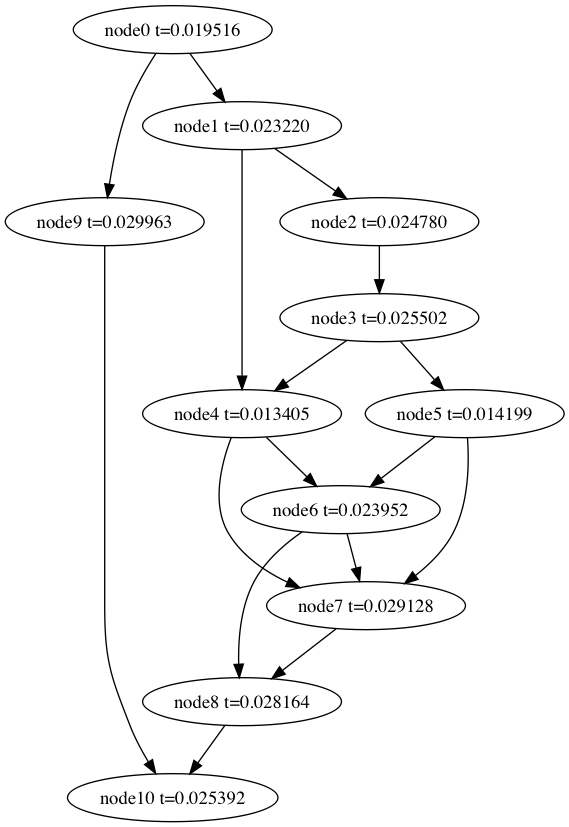 node0 t=0.019516
node1 t=0.023220
node9 t=0.029963
node2 t=0.024780
node3 t=0.025502
node4 t=0.013405
node5 t=0.014199
node6 t=0.023952
node7 t=0.029128
node8 t=0.028164
node10 t=0.025392